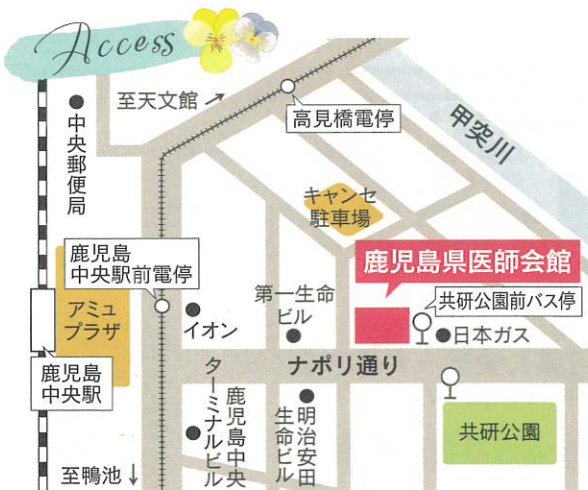 Access
至天文館
高見橋電停
甲突川
中央郵便局
キャンセ
駐車場
鹿児島
中央駅前電停
鹿児島県医師会館
共研公園前バス停
アミュ
プラザ
イオン
第一生命
ビル
日本ガス
鹿児島
中央駅
ナポリ通り
鹿児島中央
ターミナルビル
明治安田
生命ビル
共研公園
至鴨池